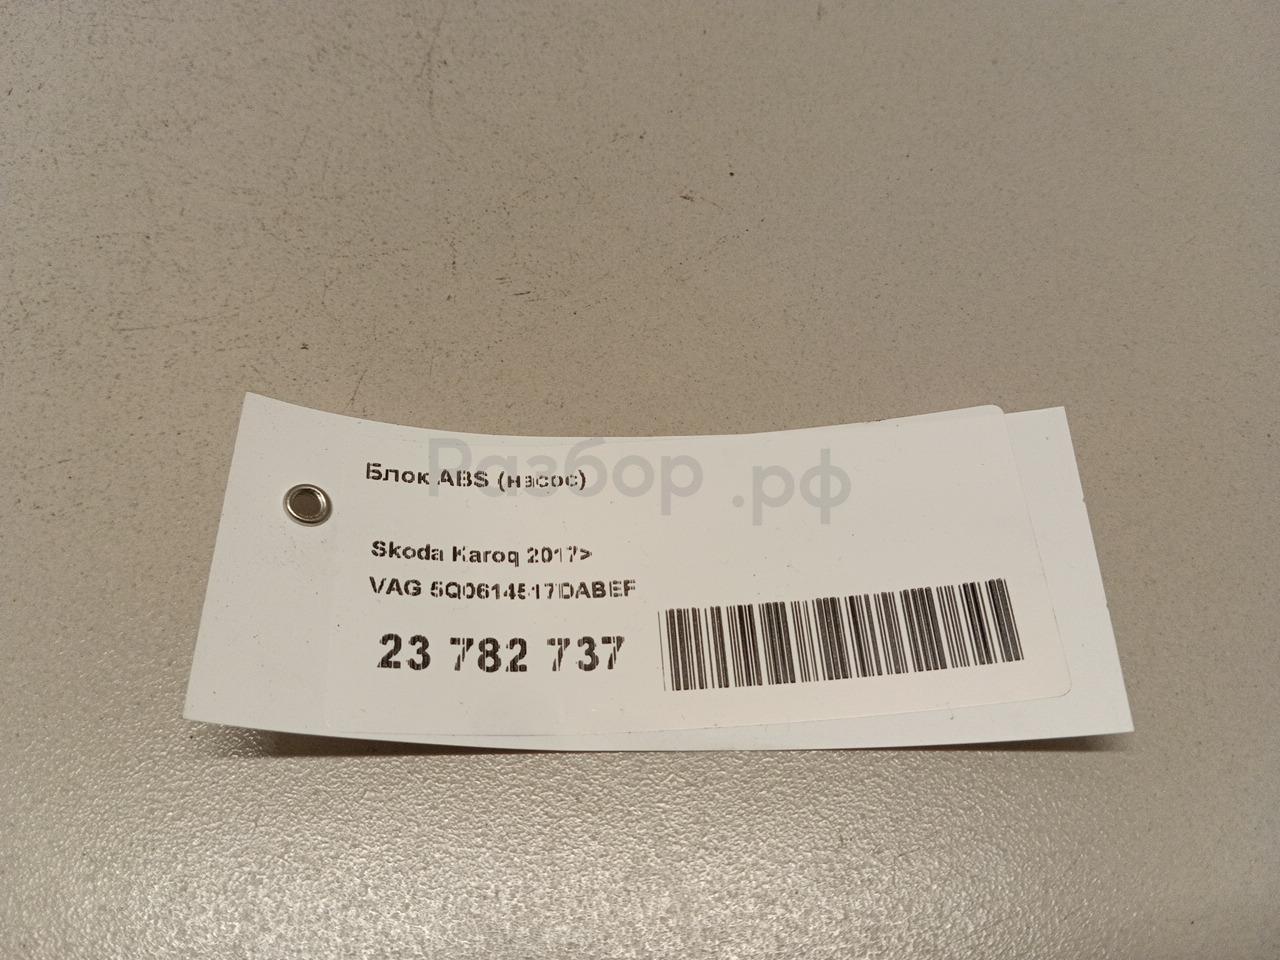 Блок ABS (насос)
Разбор.рф
Skoda Karoq 2017>
VAG 5Q0614517DABEF
23 782 737